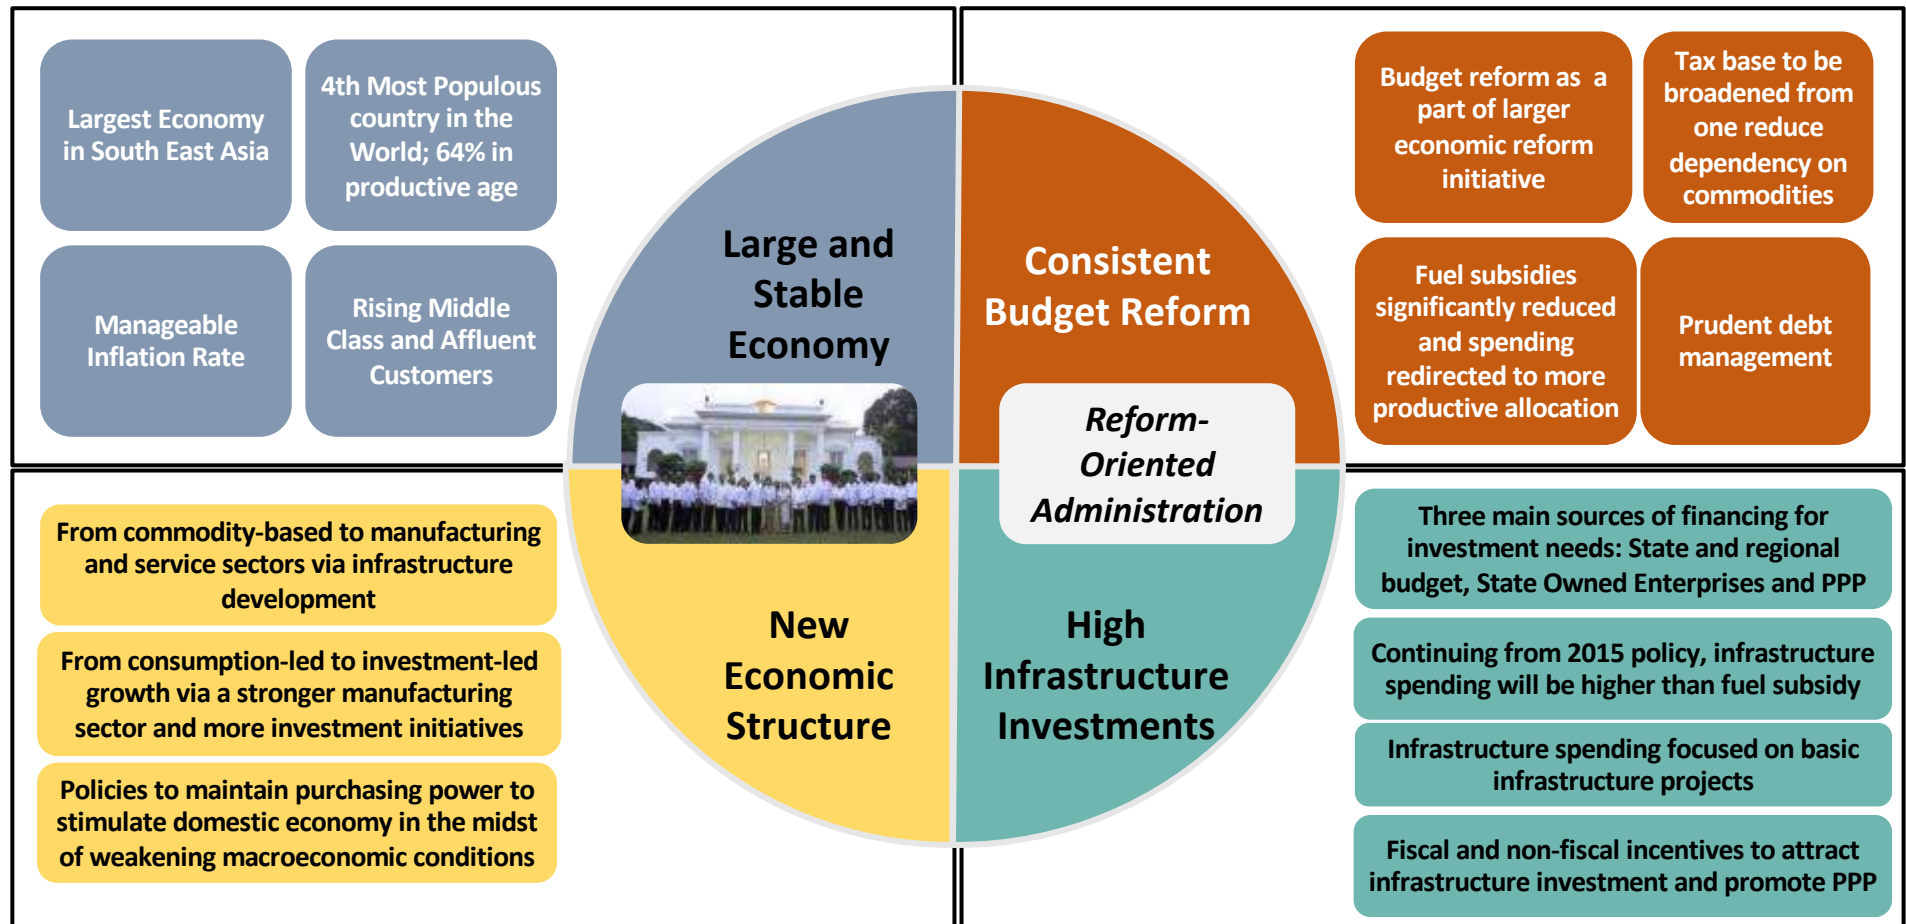 Largest Economy
in South East Asia
4th Most Populous
country in the
World; 64% in
productive age
Manageable
Inflation Rate
Rising Middle
Class and Affluent
Customers
Large and
Stable
Economy
Consistent
Budget Reform
Budget reform as a
part of larger
economic reform
initiative
Tax base to be
broadened from
one reduce
dependency on
commodities
Fuel subsidies
significantly reduced
and spending
redirected to more
productive allocation
Prudent debt
management
Reform-
Oriented
Administration
From commodity-based to manufacturing
and service sectors via infrastructure
development
From consumption-led to investment-led
growth via a stronger manufacturing
sector and more investment initiatives
Policies to maintain purchasing power to
stimulate domestic economy in the midst
of weakening macroeconomic conditions
New
Economic
Structure
High
Infrastructure
Investments
Three main sources of financing for
investment needs: State and regional
budget, State Owned Enterprises and PPP
Continuing from 2015 policy, infrastructure
spending will be higher than fuel subsidy
Infrastructure spending focused on basic
infrastructure projects
Fiscal and non-fiscal incentives to attract
infrastructure investment and promote PPP